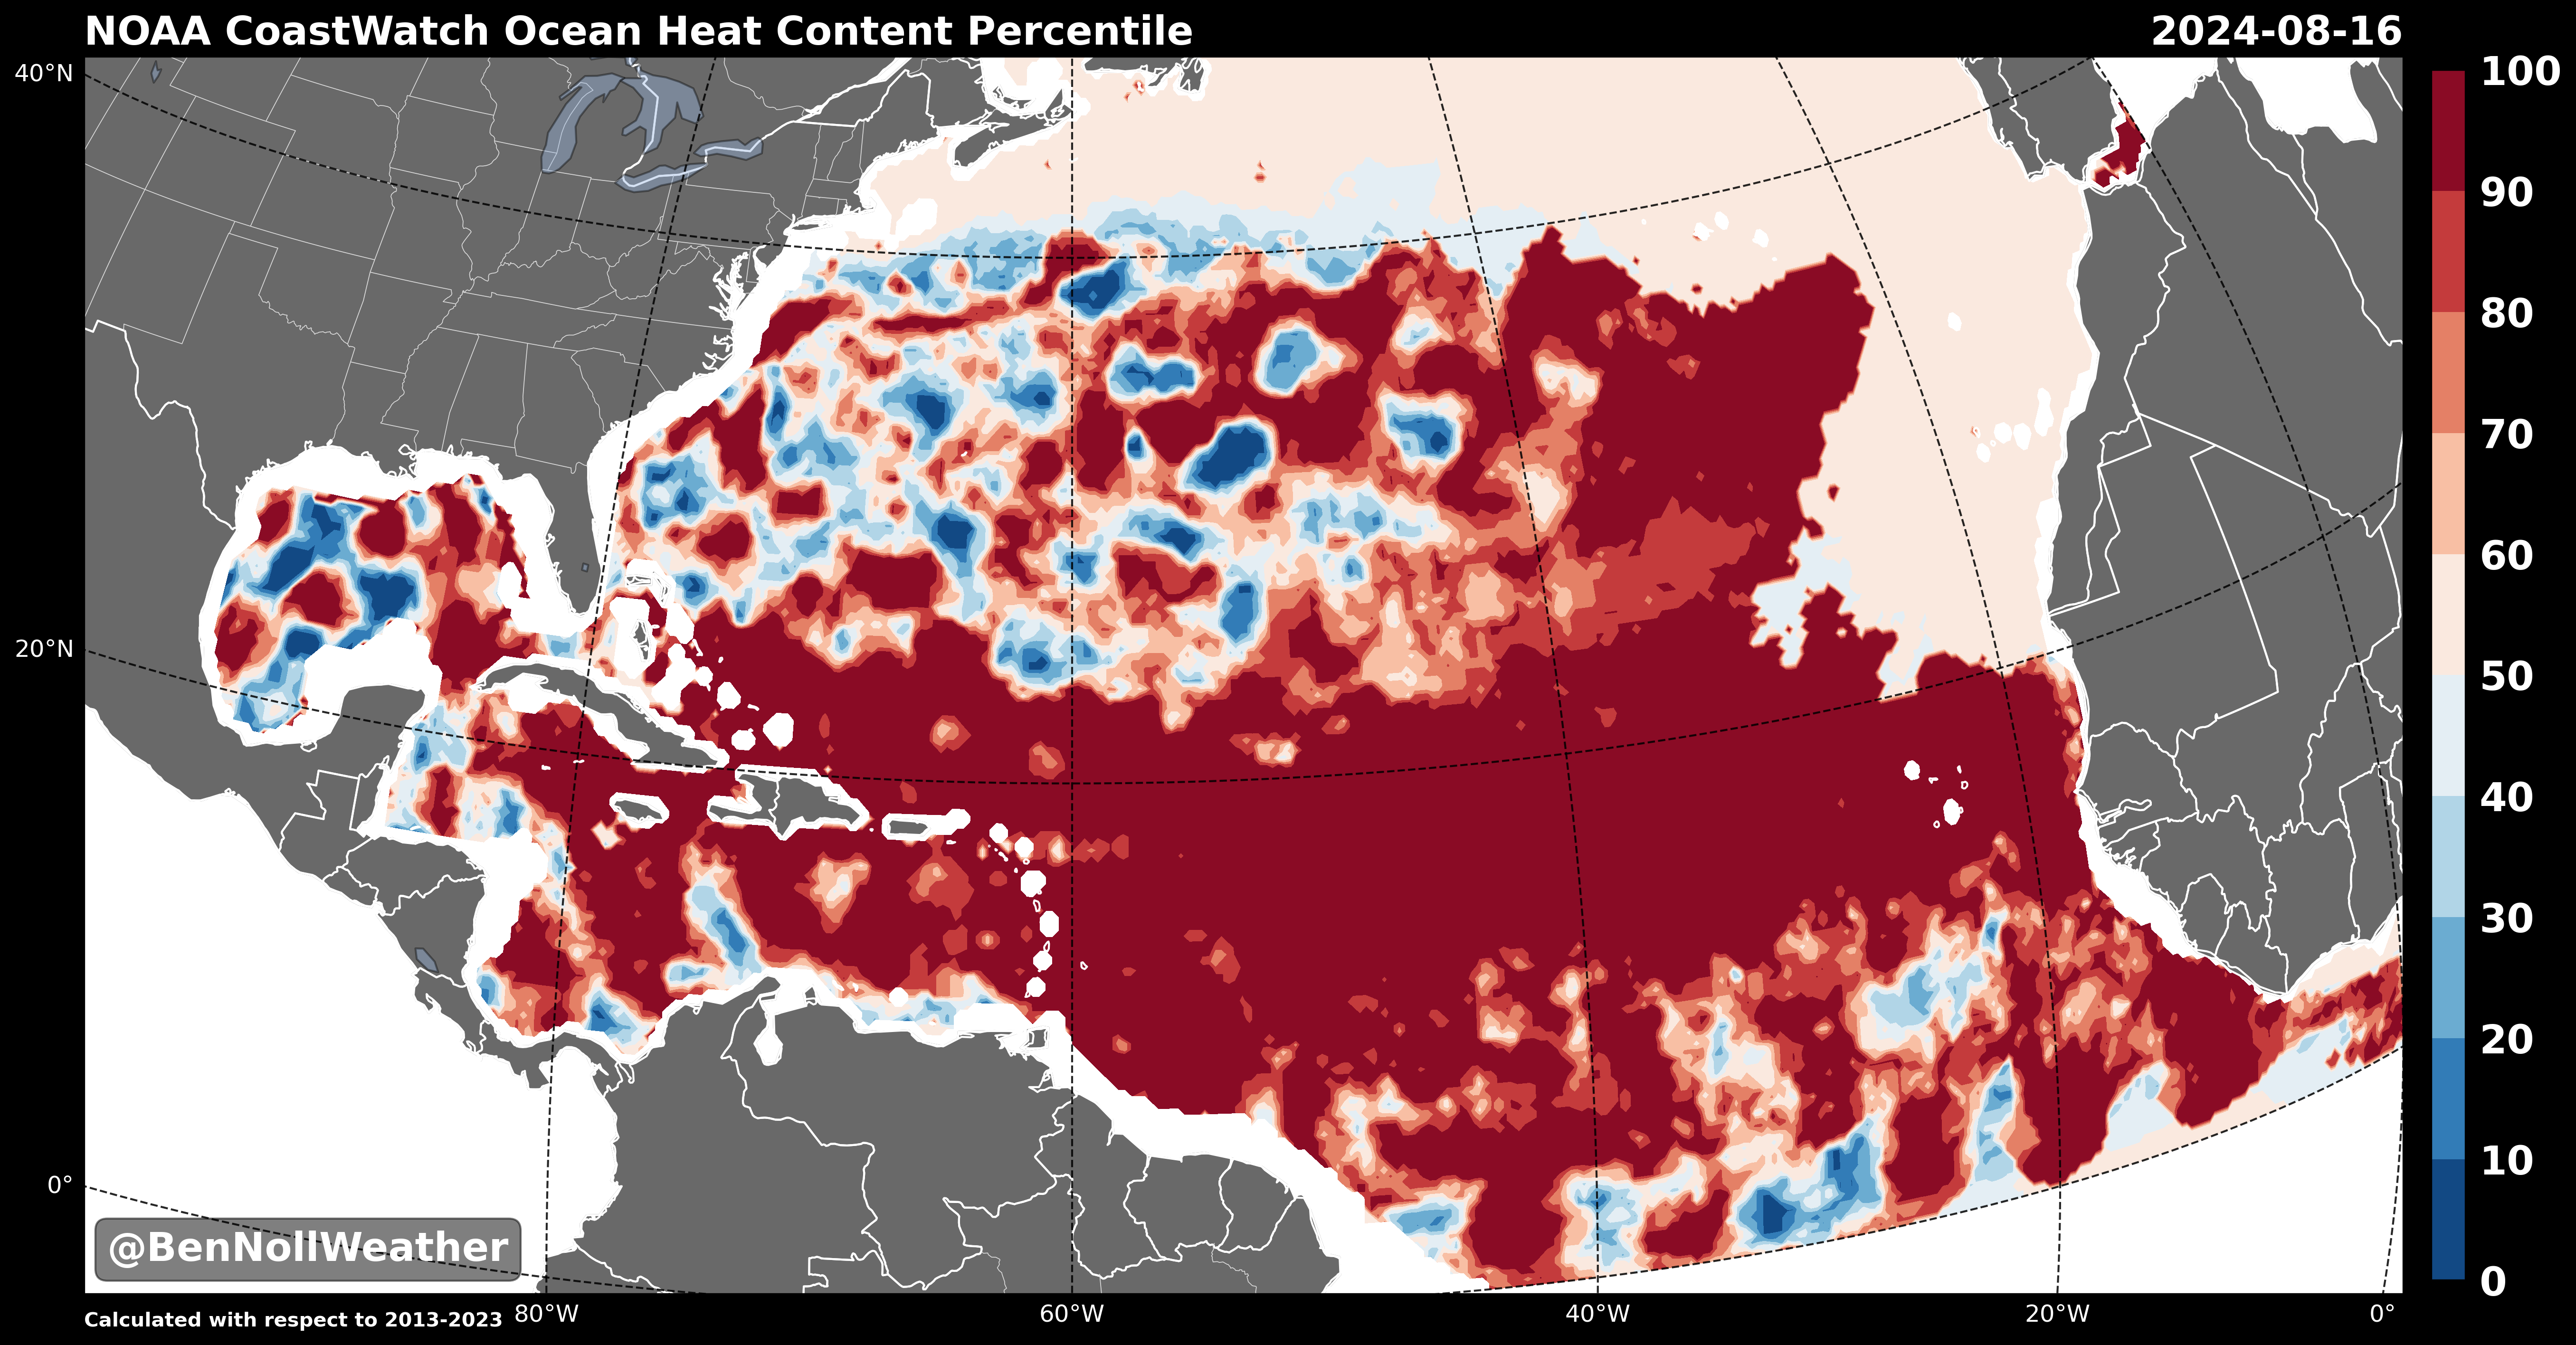 NOAA CoastWatch Ocean Heat Content Percentile
2024-08-16
40°N
20°N
0°
100
90
80
70
60
50
40
30
20
10
0
@BenNollWeather
Calculated with respect to 2013-2023
80°W
60°W
40°W
20°W
0°